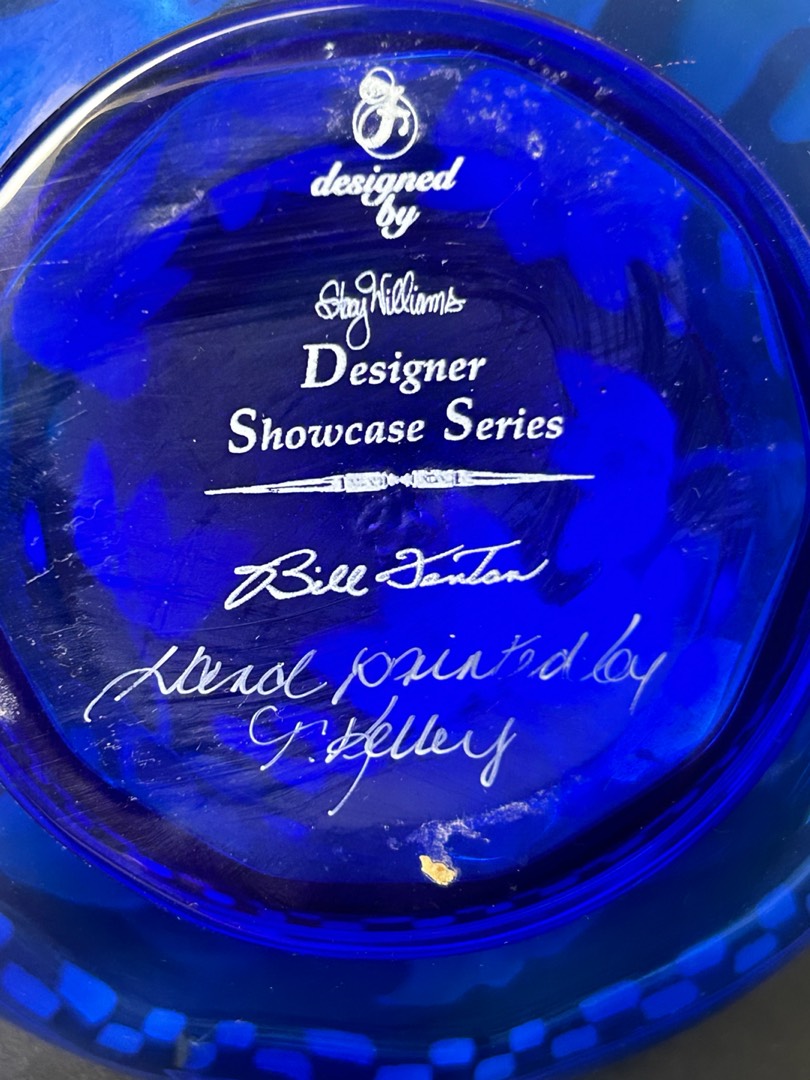 F
designed
by
Stacy Williams
Designer
Showcase Series
Bill Fenton
Hand painted by
G. Kelley